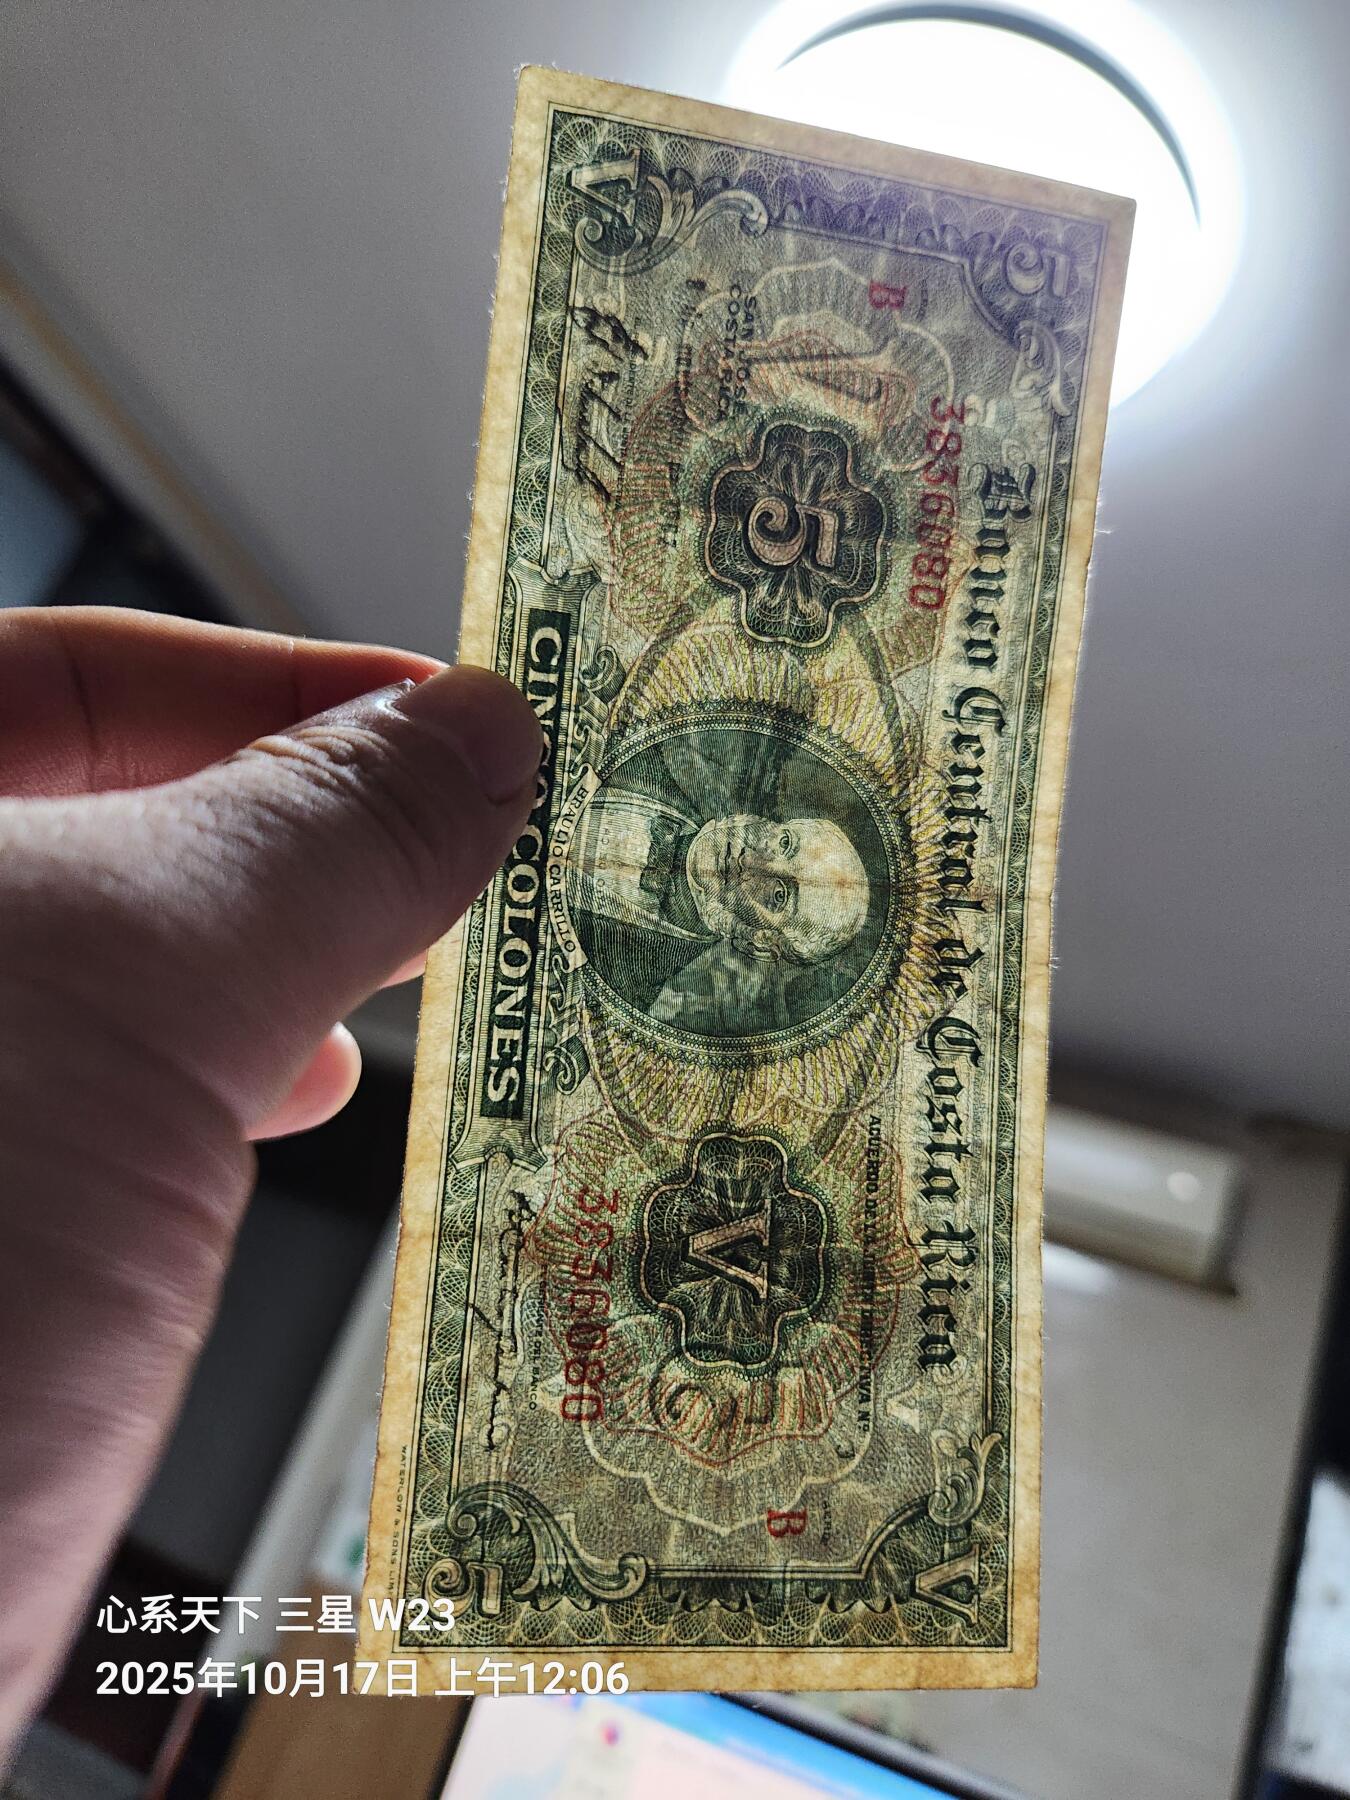 Banco Central de Costa Rica
5
V
B
3836080
SAN JOSE
COSTA RICA
5
V
B
3836080
BRAULIO CARRILLO
V
CINCO COLONES
5
WATERLOW & SONS
心系天下 三星 W23
2025年10月17日 上午12:06